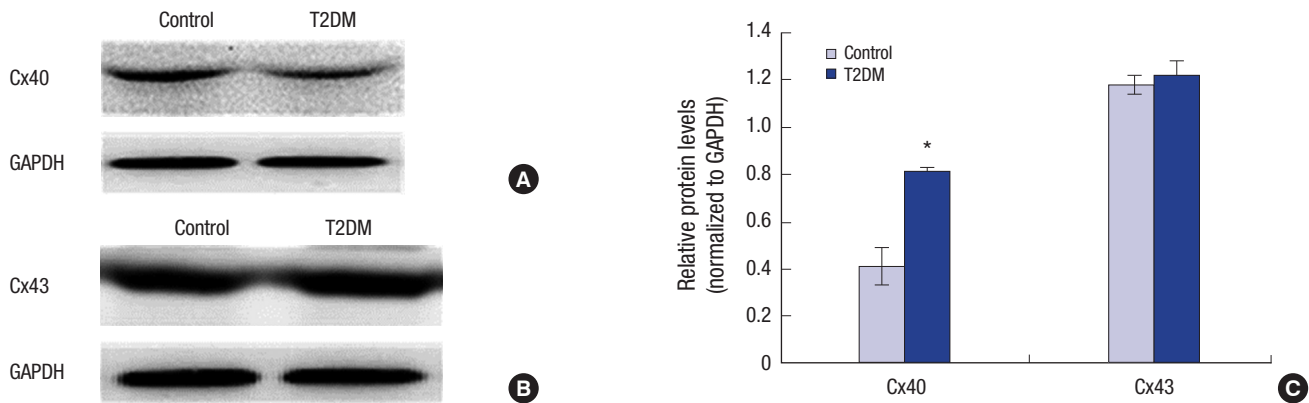 Control T2DM
Cx40
GAPDH
A
Control T2DM
Cx43
GAPDH
B
Relative protein levels
(normalized to GAPDH)
1.4
1.2
1.0
0.8
0.6
0.4
0.2
0
Control
T2DM
*
Cx40 Cx43
C